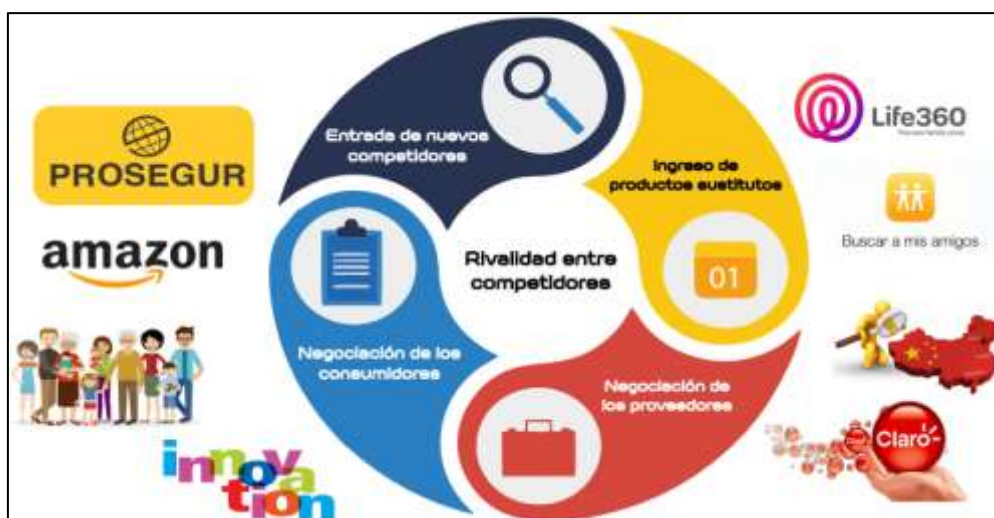 Entrada de nuevos
competidores
PROSEGUR
amazon
Ingreso de
productos sustitutos
01
Life360
Buscar a mis amigos
Rivalidad entre
competidores
Negociación de los
consumidores
Negociación de
los proveedores
innovation
Claro